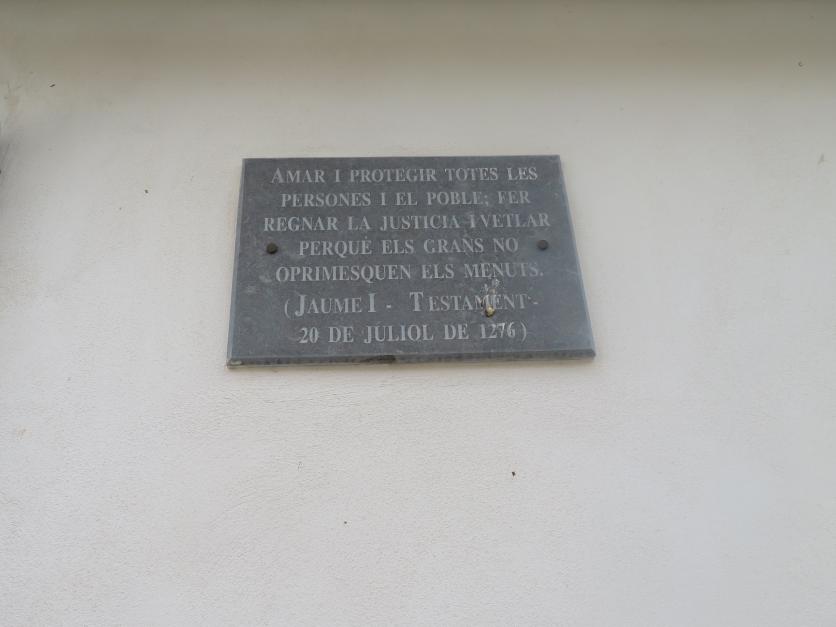 AMAR I PROTEGIR TOTES LES
PERSONES I EL POBLE; FER
REGNAR LA JUSTICIA I VETLAR
PERQUÈ ELS GRANS NO
OPRIMESQUEN ELS MENUTS.
(JAUME I - TESTAMENT -
20 DE JULIOL DE 1276)